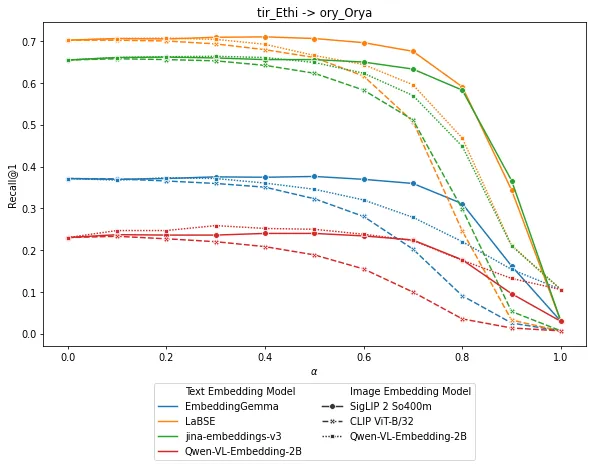 tir_Ethi -> ory_Orya
Recall@1
0.7
0.6
0.5
0.4
0.3
0.2
0.1
0.0
0.0 0.2 0.4 0.6 0.8 1.0
α
Text Embedding Model Image Embedding Model
EmbeddingGemma SigLIP 2 So400m
LaBSE CLIP ViT-B/32
jina-embeddings-v3 Qwen-VL-Embedding-2B
Qwen-VL-Embedding-2B